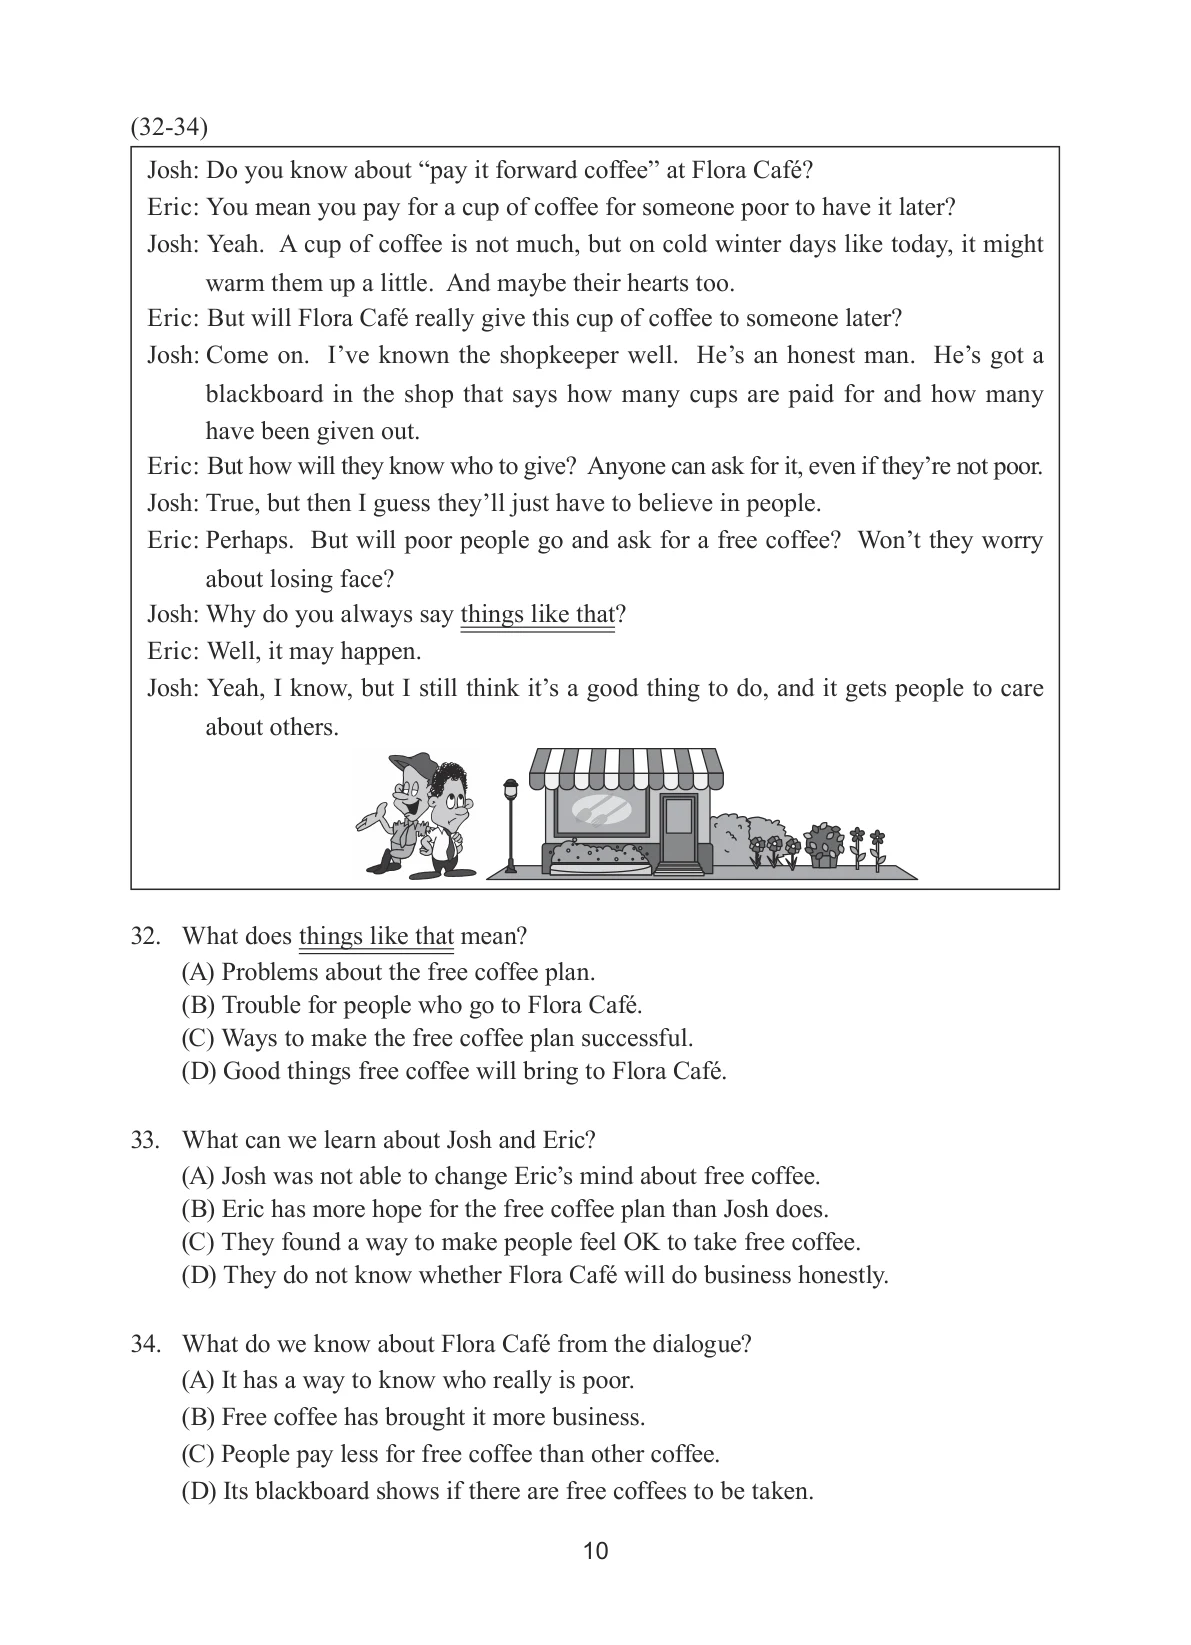 (32-34)
Josh: Do you know about “pay it forward coffee” at Flora Café?
Eric: You mean you pay for a cup of coffee for someone poor to have it later?
Josh: Yeah. A cup of coffee is not much, but on cold winter days like today, it might
warm them up a little. And maybe their hearts too.
Eric: But will Flora Café really give this cup of coffee to someone later?
Josh: Come on. I’ve known the shopkeeper well. He’s an honest man. He’s got a
blackboard in the shop that says how many cups are paid for and how many
have been given out.
Eric: But how will they know who to give? Anyone can ask for it, even if they’re not poor.
Josh: True, but then I guess they’ll just have to believe in people.
Eric: Perhaps. But will poor people go and ask for a free coffee? Won’t they worry
about losing face?
Josh: Why do you always say things like that?
Eric: Well, it may happen.
Josh: Yeah, I know, but I still think it’s a good thing to do, and it gets people to care
about others.
32. What does things like that mean?
(A) Problems about the free coffee plan.
(B) Trouble for people who go to Flora Café.
(C) Ways to make the free coffee plan successful.
(D) Good things free coffee will bring to Flora Café.
33. What can we learn about Josh and Eric?
(A) Josh was not able to change Eric’s mind about free coffee.
(B) Eric has more hope for the free coffee plan than Josh does.
(C) They found a way to make people feel OK to take free coffee.
(D) They do not know whether Flora Café will do business honestly.
34. What do we know about Flora Café from the dialogue?
(A) It has a way to know who really is poor.
(B) Free coffee has brought it more business.
(C) People pay less for free coffee than other coffee.
(D) Its blackboard shows if there are free coffees to be taken.
10